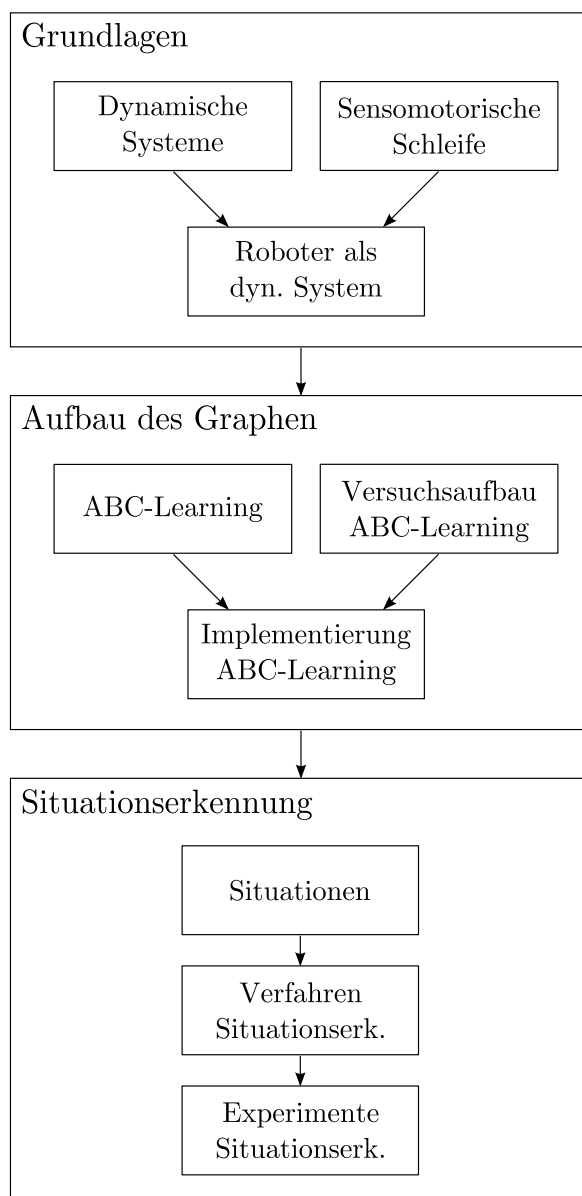 Grundlagen
Dynamische
Systeme
Sensomotorische
Schleife
Roboter als
dyn. System
Aufbau des Graphen
ABC-Learning
Versuchsaufbau
ABC-Learning
Implementierung
ABC-Learning
Situationserkennung
Situationen
Verfahren
Situationserk.
Experimente
Situationserk.